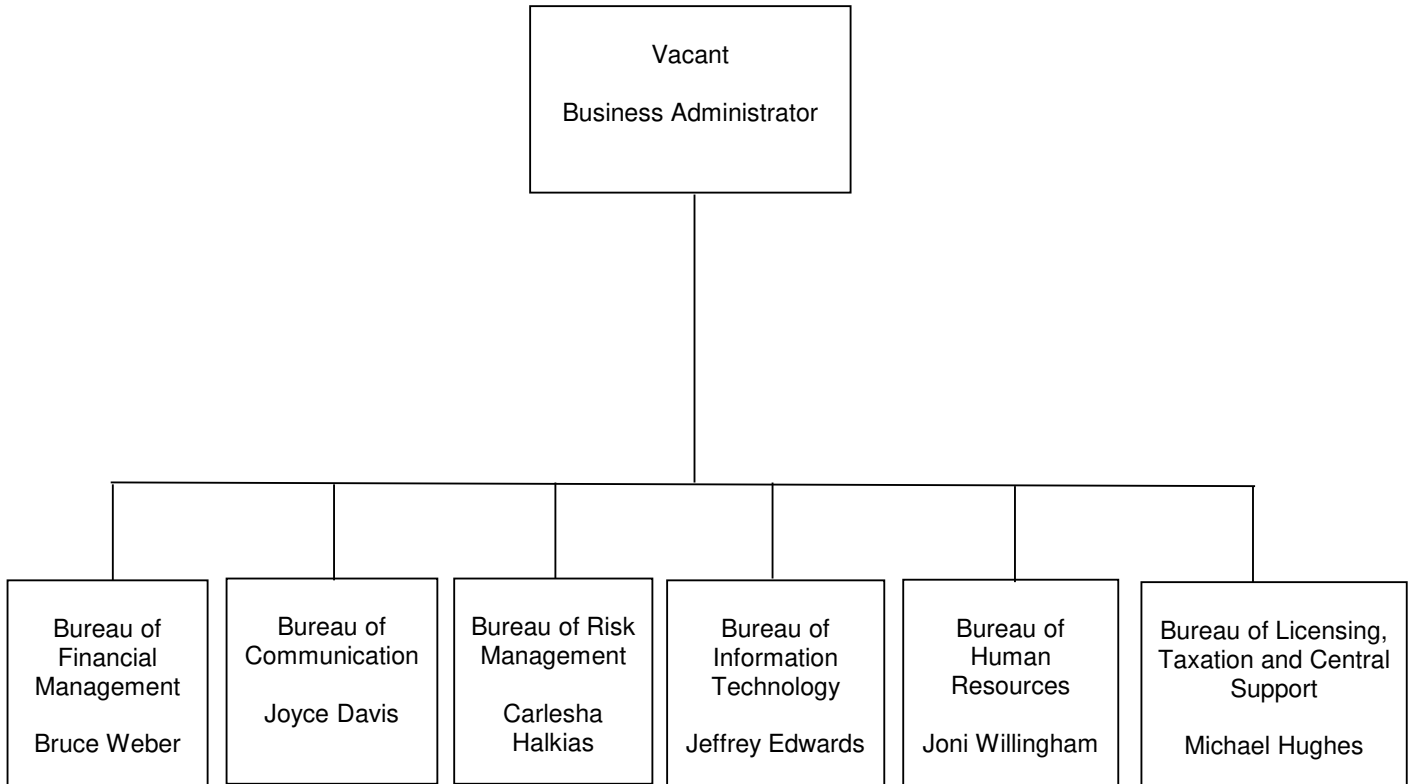 Vacant
Business Administrator
Bureau of
Financial
Management
Bruce Weber
Bureau of
Communication
Joyce Davis
Bureau of Risk
Management
Carlesha
Halkias
Bureau of
Information
Technology
Jeffrey Edwards
Bureau of
Human
Resources
Joni Willingham
Bureau of Licensing,
Taxation and Central
Support
Michael Hughes